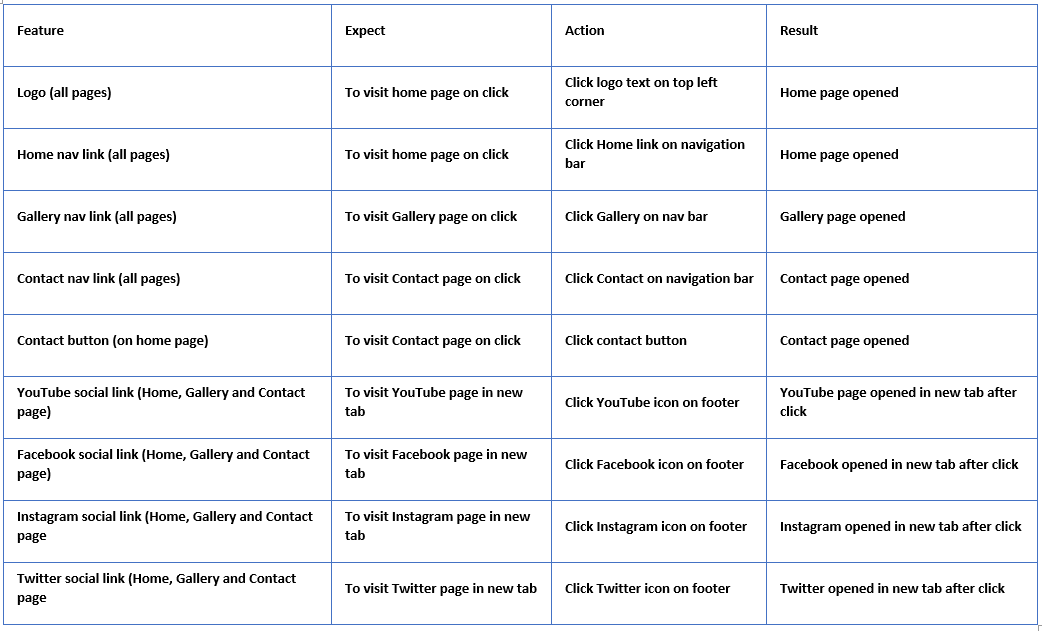 Feature
Expect
Action
Result
Logo (all pages)
To visit home page on click
Click logo text on top left
corner
Home page opened
Home nav link (all pages)
To visit home page on click
Click Home link on navigation
bar
Home page opened
Gallery nav link (all pages)
To visit Gallery page on click
Click Gallery on nav bar
Gallery page opened
Contact nav link (all pages)
To visit Contact page on click
Click Contact on navigation bar
Contact page opened
Contact button (on home page)
To visit Contact page on click
Click contact button
Contact page opened
YouTube social link (Home, Gallery and Contact
page)
To visit YouTube page in new
tab
Click YouTube icon on footer
YouTube page opened in new tab after
click
Facebook social link (Home, Gallery and Contact
page)
To visit Facebook page in new
tab
Click Facebook icon on footer
Facebook opened in new tab after click
Instagram social link (Home, Gallery and Contact
page
To visit Instagram page in new
tab
Click Instagram icon on footer
Instagram opened in new tab after click
Twitter social link (Home, Gallery and Contact
page
To visit Twitter page in new tab
Click Twitter icon on footer
Twitter opened in new tab after click